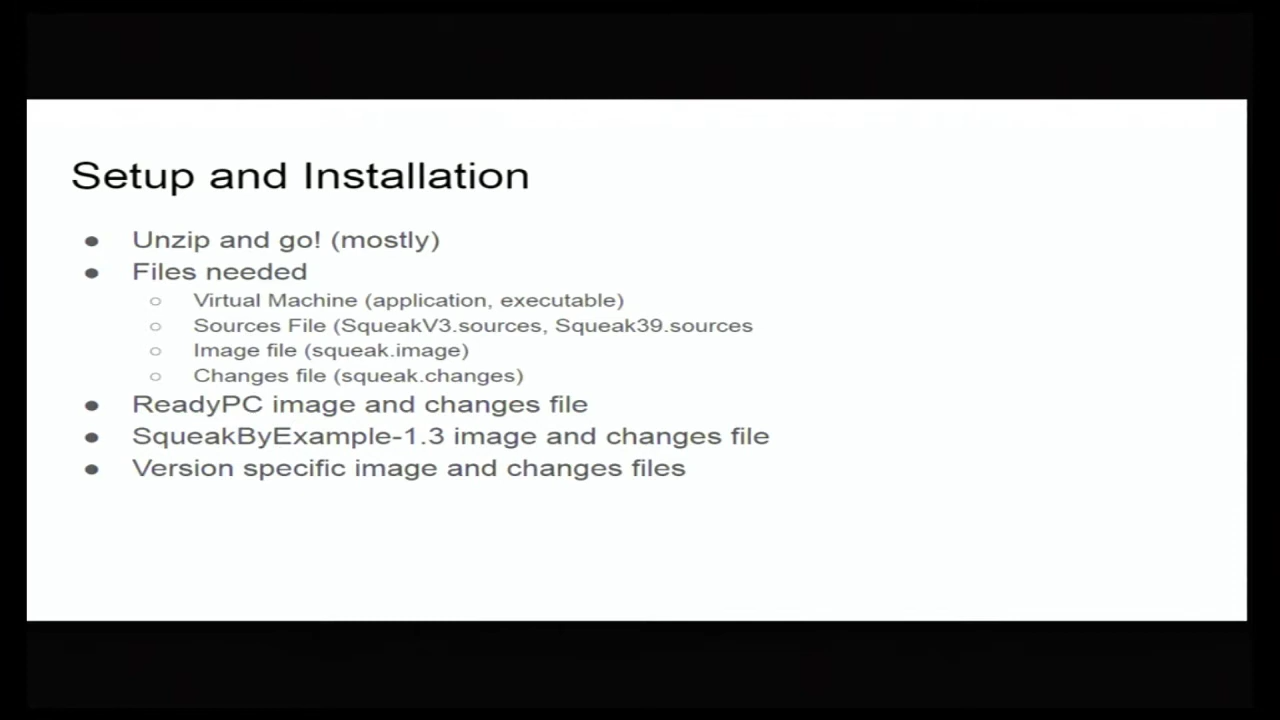 Setup and Installation
● Unzip and go! (mostly)
● Files needed
○ Virtual Machine (application, executable)
○ Sources File (SqueakV3.sources, Squeak39.sources
○ Image file (squeak.image)
○ Changes file (squeak.changes)
● ReadyPC image and changes file
● SqueakByExample-1.3 image and changes file
● Version specific image and changes files